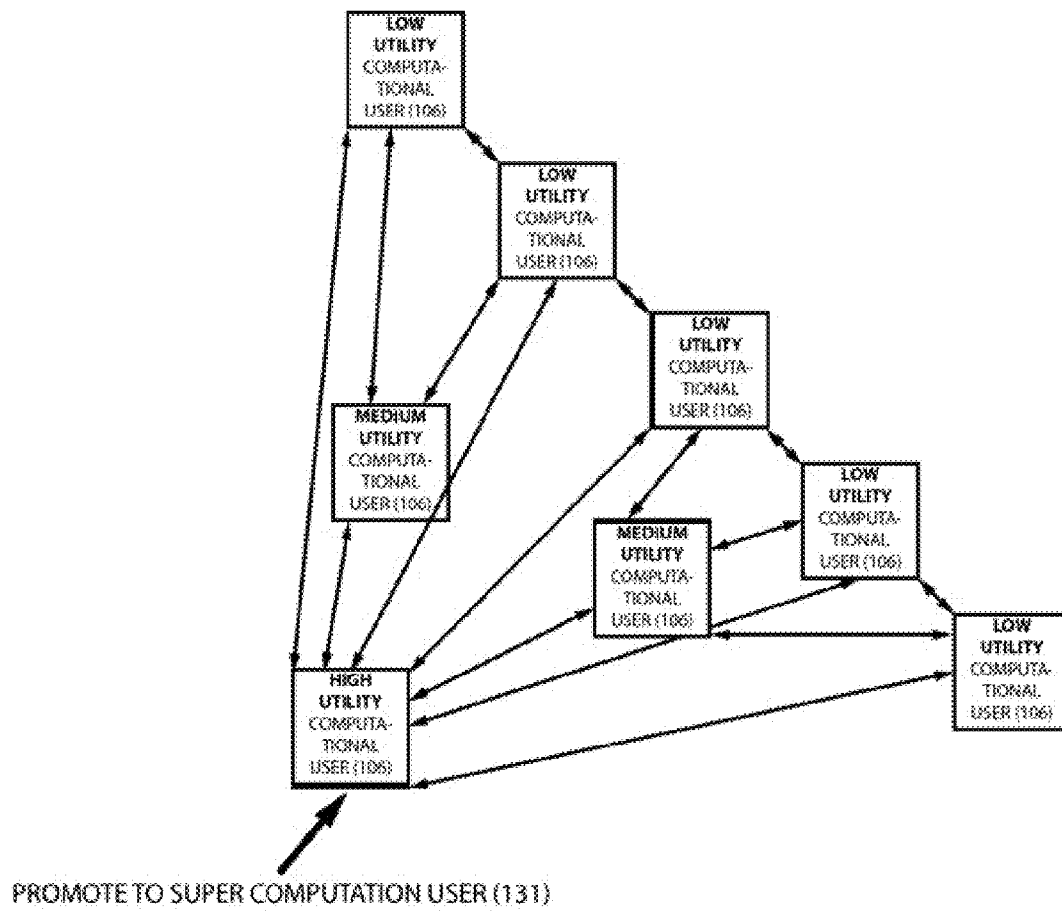 LOW
UTILITY
COMPUTA-
TIONAL
USER (106)
LOW
UTILITY
COMPUTA-
TIONAL
USER (106)
LOW
UTILITY
COMPUTA-
TIONAL
USER (106)
MEDIUM
UTILITY
COMPUTA-
TIONAL
USER (106)
LOW
UTILITY
COMPUTA-
TIONAL
USER (106)
MEDIUM
UTILITY
COMPUTA-
TIONAL
USER (106)
LOW
UTILITY
COMPUTA-
TIONAL
USER (106)
HIGH
UTILITY
COMPUTA-
TIONAL
USER (106)
PROMOTE TO SUPER COMPUTATION USER (131)